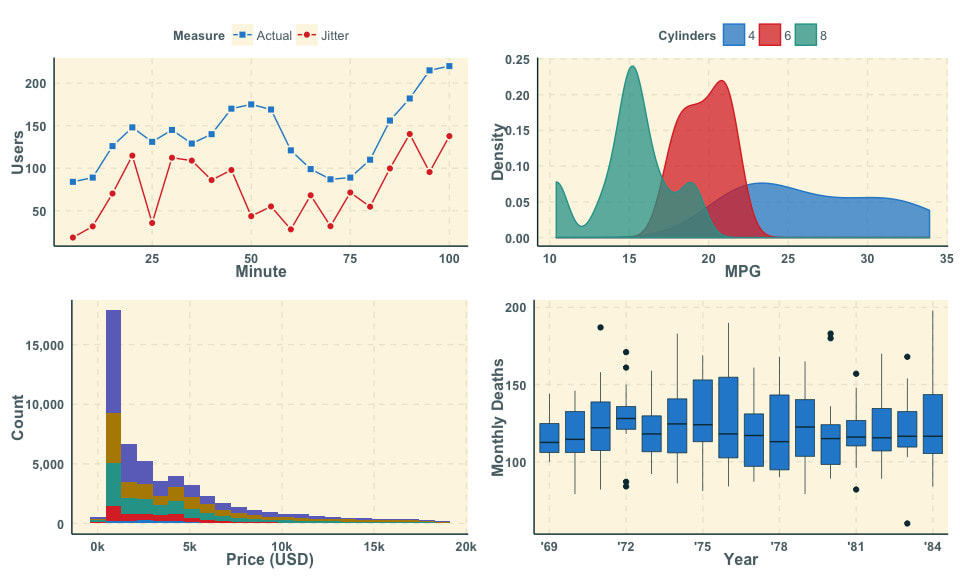 Measure Actual Jitter
Users
200
150
100
50
25 50 75 100
Minute
Cylinders 4 6 8
Density
0.25
0.20
0.15
0.10
0.05
0.00
10 15 20 25 30 35
MPG
Count
15,000
10,000
5,000
0
0k 5k 10k 15k 20k
Price (USD)
Monthly Deaths
200
150
100
'69 '72 '75 '78 '81 '84
Year